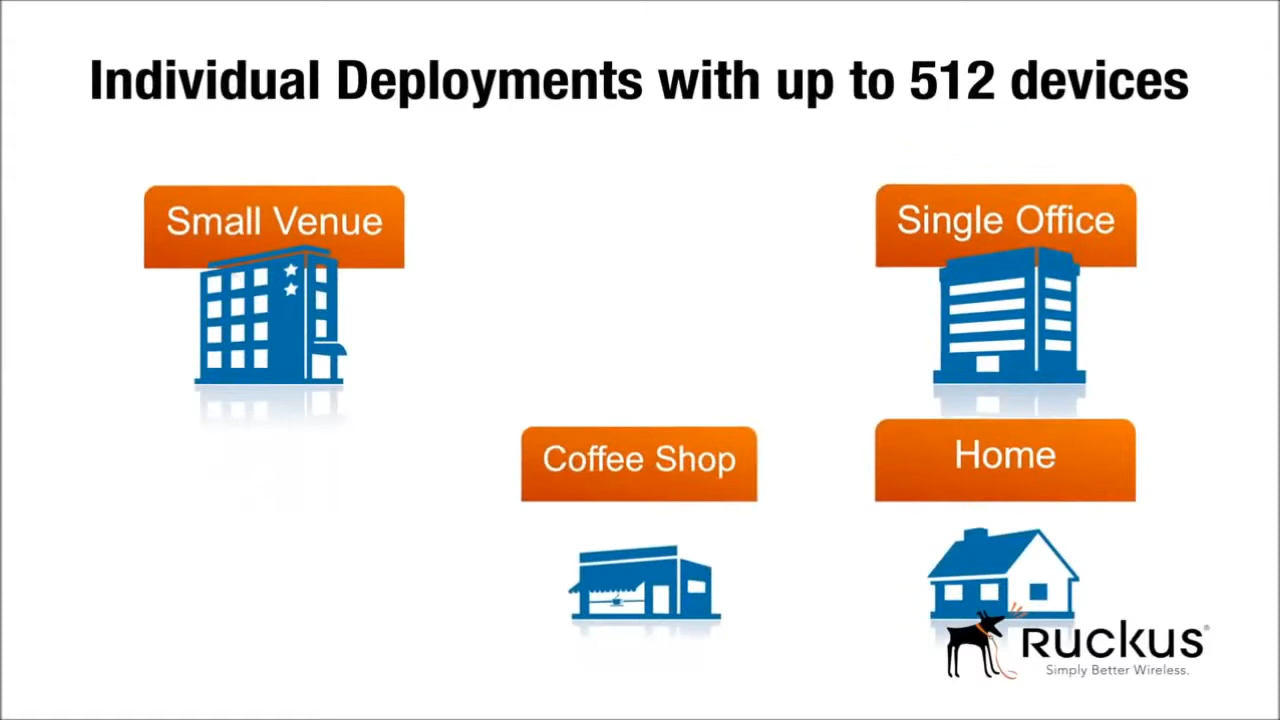 Individual Deployments with up to 512 devices
Small Venue
Single Office
Coffee Shop
Home
RUCKUS®
Simply Better Wireless.